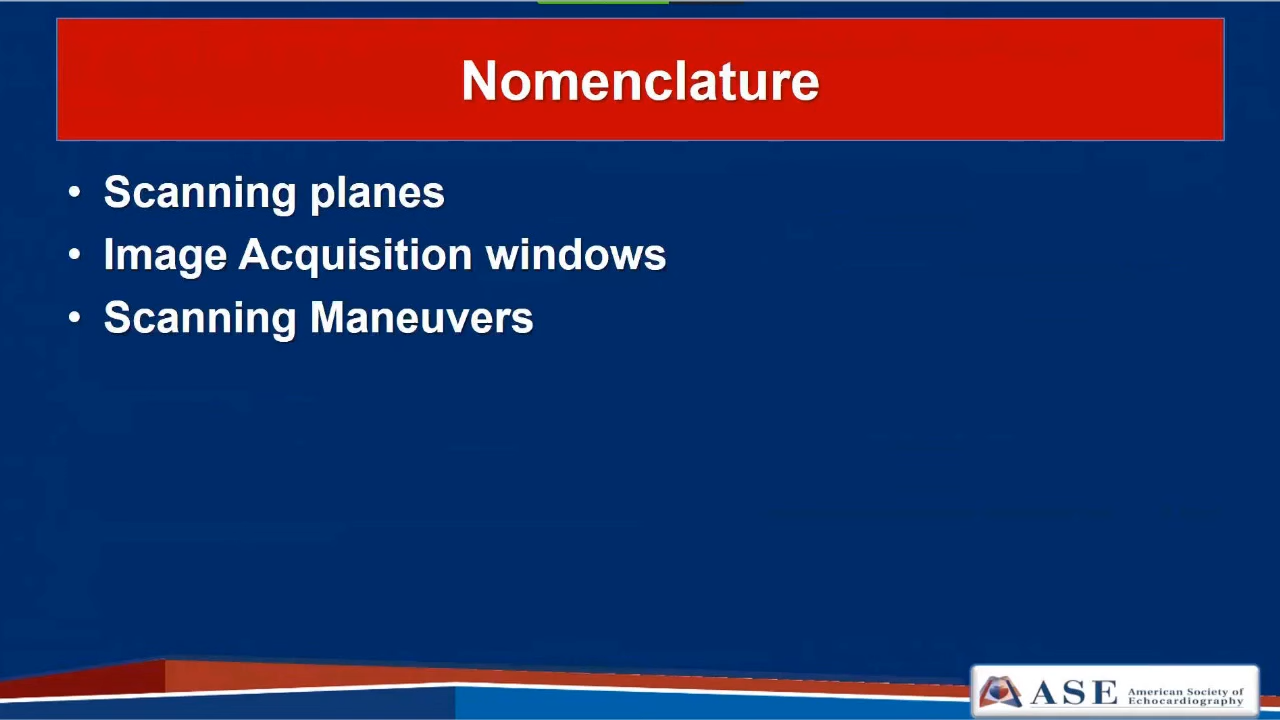 Nomenclature
• Scanning planes
• Image Acquisition windows
• Scanning Maneuvers
ASE American Society of
Echocardiography